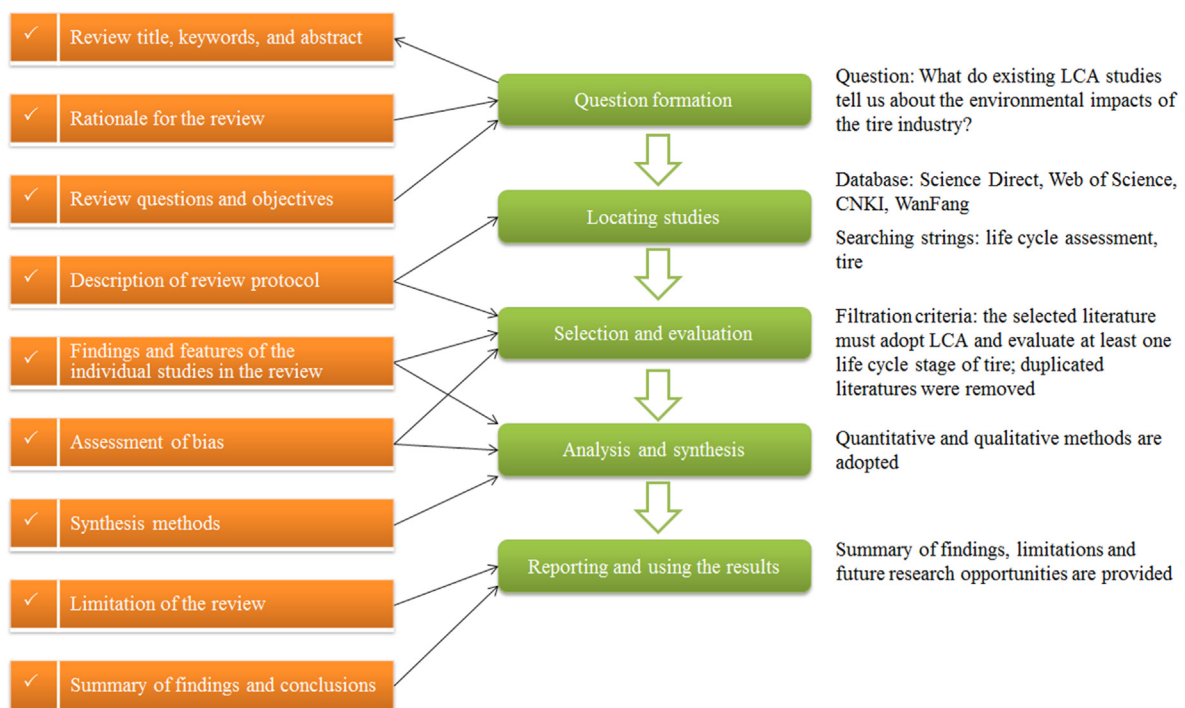 ✓ Review title, keywords, and abstract
✓ Rationale for the review
✓ Review questions and objectives
✓ Description of review protocol
✓ Findings and features of the
individual studies in the review
✓ Assessment of bias
✓ Synthesis methods
✓ Limitation of the review
✓ Summary of findings and conclusions
Question formation
Locating studies
Selection and evaluation
Analysis and synthesis
Reporting and using the results
Question: What do existing LCA studies
tell us about the environmental impacts of
the tire industry?
Database: Science Direct, Web of Science,
CNKI, WanFang
Searching strings: life cycle assessment,
tire
Filtration criteria: the selected literature
must adopt LCA and evaluate at least one
life cycle stage of tire; duplicated
literatures were removed
Quantitative and qualitative methods are
adopted
Summary of findings, limitations and
future research opportunities are provided